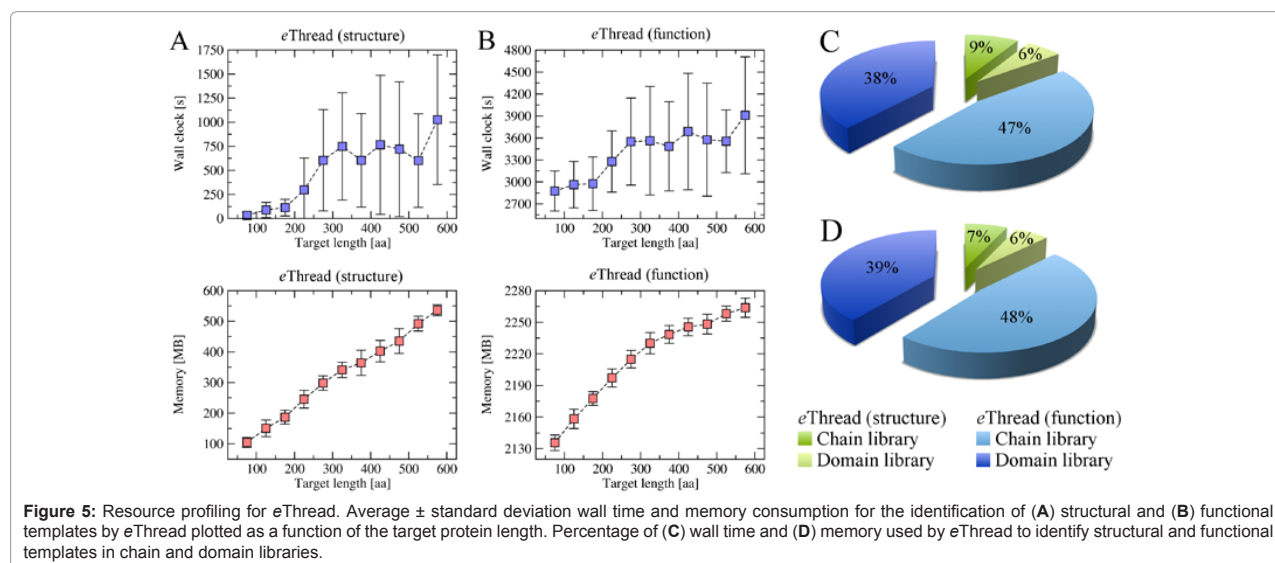 A
eThread (structure)
Wall clock [s]
1750
1500
1250
1000
750
500
250
0
100 200 300 400 500 600
Target length [aa]
eThread (structure)
Memory [MB]
600
500
400
300
200
100
100 200 300 400 500 600
Target length [aa]
B
eThread (function)
Wall clock [s]
4800
4500
4200
3900
3600
3300
3000
2700
100 200 300 400 500 600
Target length [aa]
eThread (function)
Memory [MB]
2280
2250
2220
2190
2160
2130
100 200 300 400 500 600
Target length [aa]
C
9%
6%
38%
47%
D
7%
6%
39%
48%
eThread (structure)
Chain library
Domain library
eThread (function)
Chain library
Domain library
Figure 5: Resource profiling for eThread. Average ± standard deviation wall time and memory consumption for the identification of (A) structural and (B) functional
templates by eThread plotted as a function of the target protein length. Percentage of (C) wall time and (D) memory used by eThread to identify structural and functional
templates in chain and domain libraries.